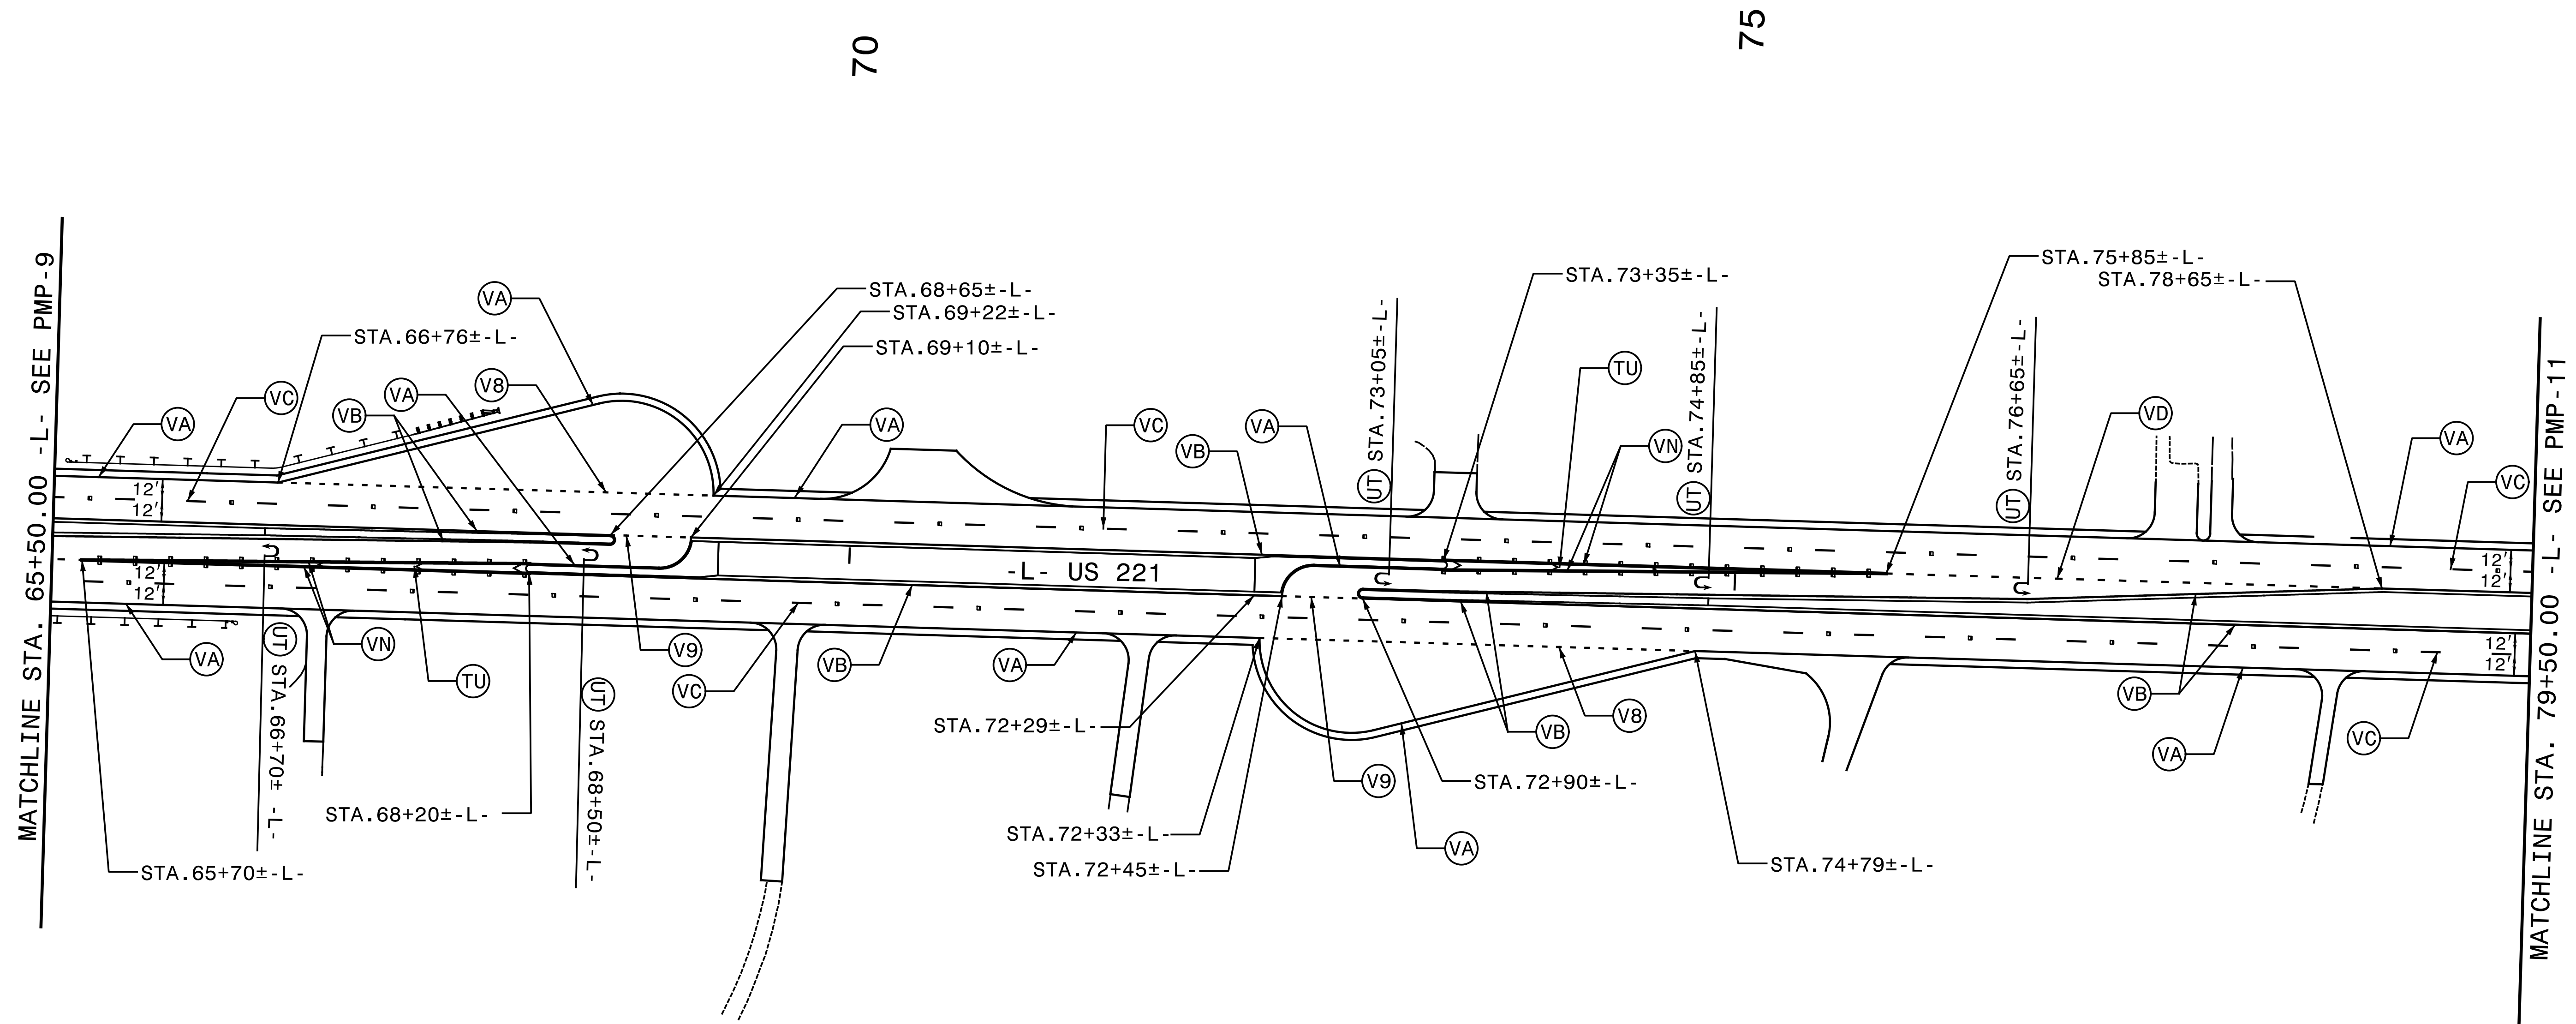 70
75
MATCHLINE STA. 65+50.00 -L- SEE PMP-9
STA.66+76±-L-
STA.68+65±-L-
STA.69+22±-L-
STA.69+10±-L-
STA.73+35±-L-
STA.75+85±-L-
STA.78+65±-L-
UT STA.73+05±-L-
UT STA.74+85±-L-
UT STA.76+65±-L-
VA
VC
VB
VA
V8
VA
VA
VC
VB
VA
TU
VN
VD
VA
VC
12'
12'
12'
12'
-L- US 221
12'
12'
12'
12'
VA
UT STA.66+70± -L-
VN
TU
UT STA.68+50±-L-
V9
VC
VB
VA
STA.72+29±-L-
V9
STA.72+90±-L-
VB
V8
VB
VA
VC
STA.68+20±-L-
STA.65+70±-L-
STA.72+33±-L-
STA.72+45±-L-
VA
STA.74+79±-L-
MATCHLINE STA. 79+50.00 -L- SEE PMP-11